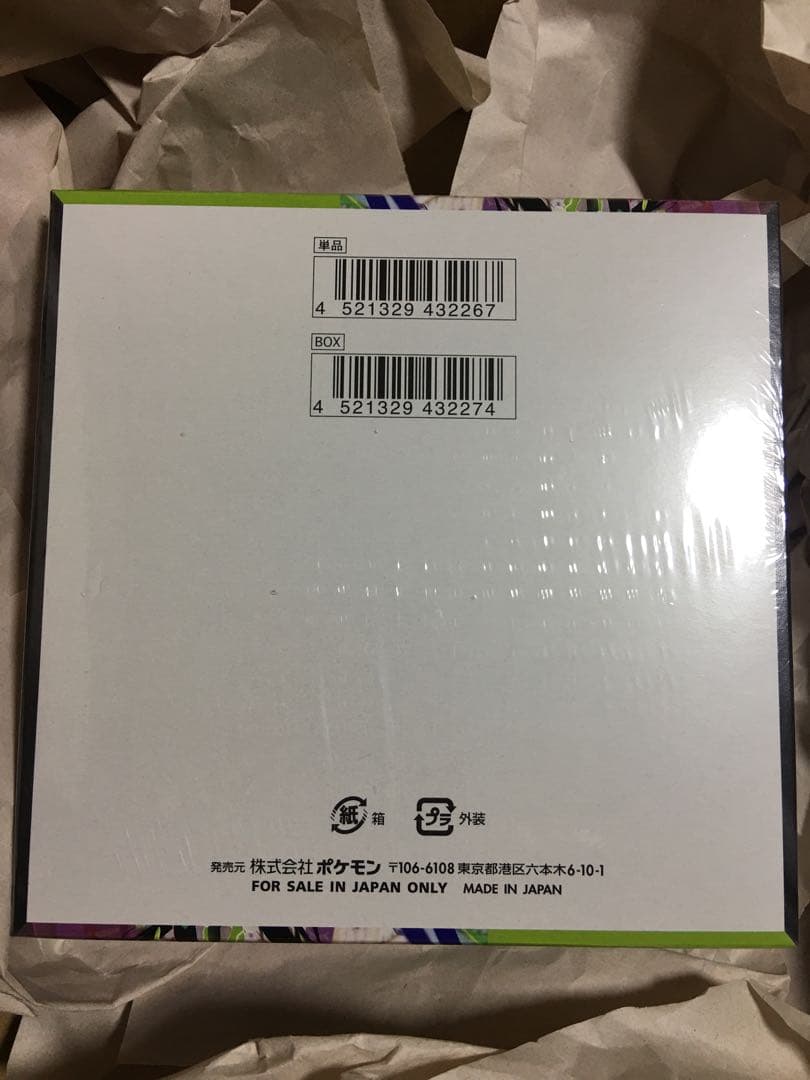 単品
4 521329 432267
BOX
4 521329 432274
紙 箱 プラ 外装
発売元 株式会社 ポケモン 〒106-6108 東京都港区六本木6-10-1
FOR SALE IN JAPAN ONLY MADE IN JAPAN